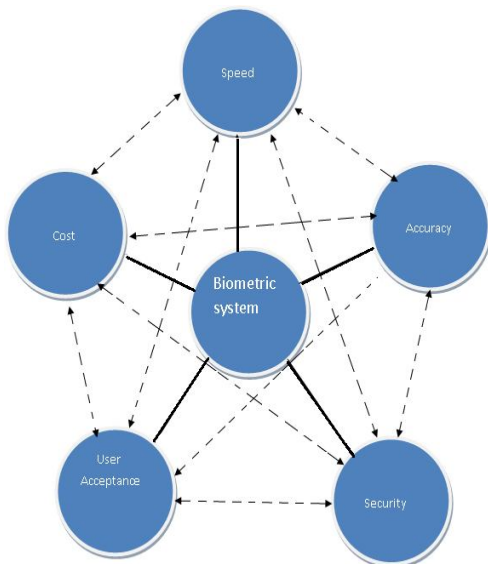 Speed
Cost
Accuracy
Biometric
system
User
Acceptance
Security